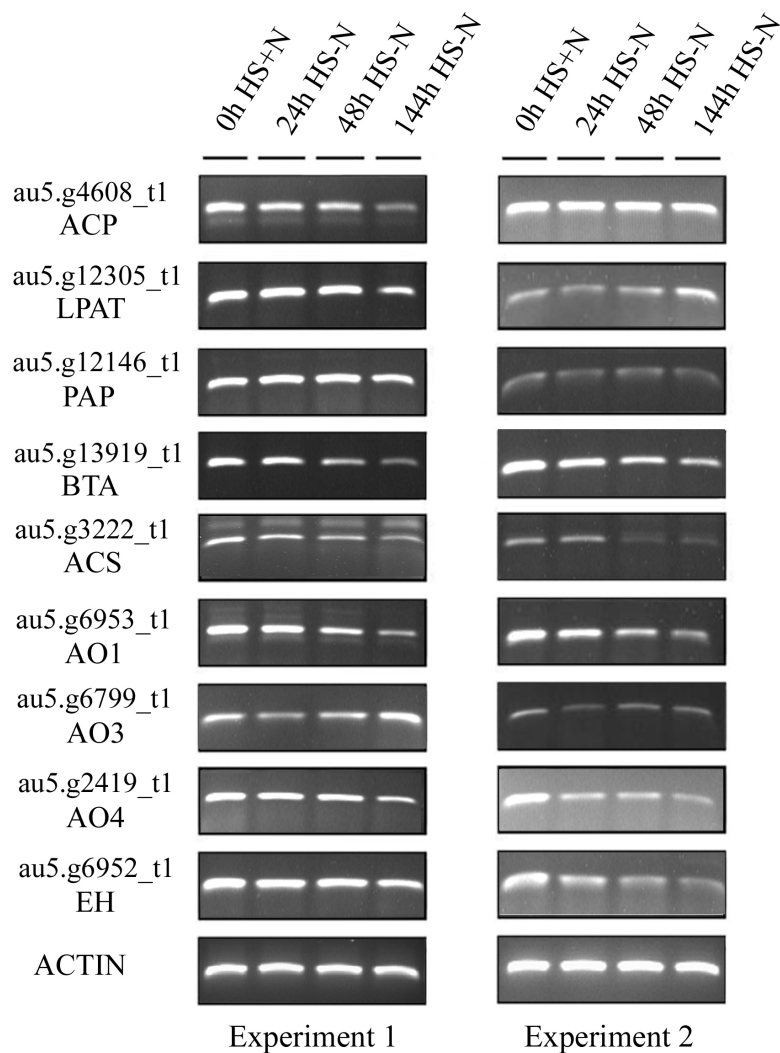 0h HS+N 24h HS-N 48h HS-N 144h HS-N 0h HS+N 24h HS-N 48h HS-N 144h HS-N
au5.g4608_t1
ACP
au5.g12305_t1
LPAT
au5.g12146_t1
PAP
au5.g13919_t1
BTA
au5.g3222_t1
ACS
au5.g6953_t1
AO1
au5.g6799_t1
AO3
au5.g2419_t1
AO4
au5.g6952_t1
EH
ACTIN
Experiment 1 Experiment 2